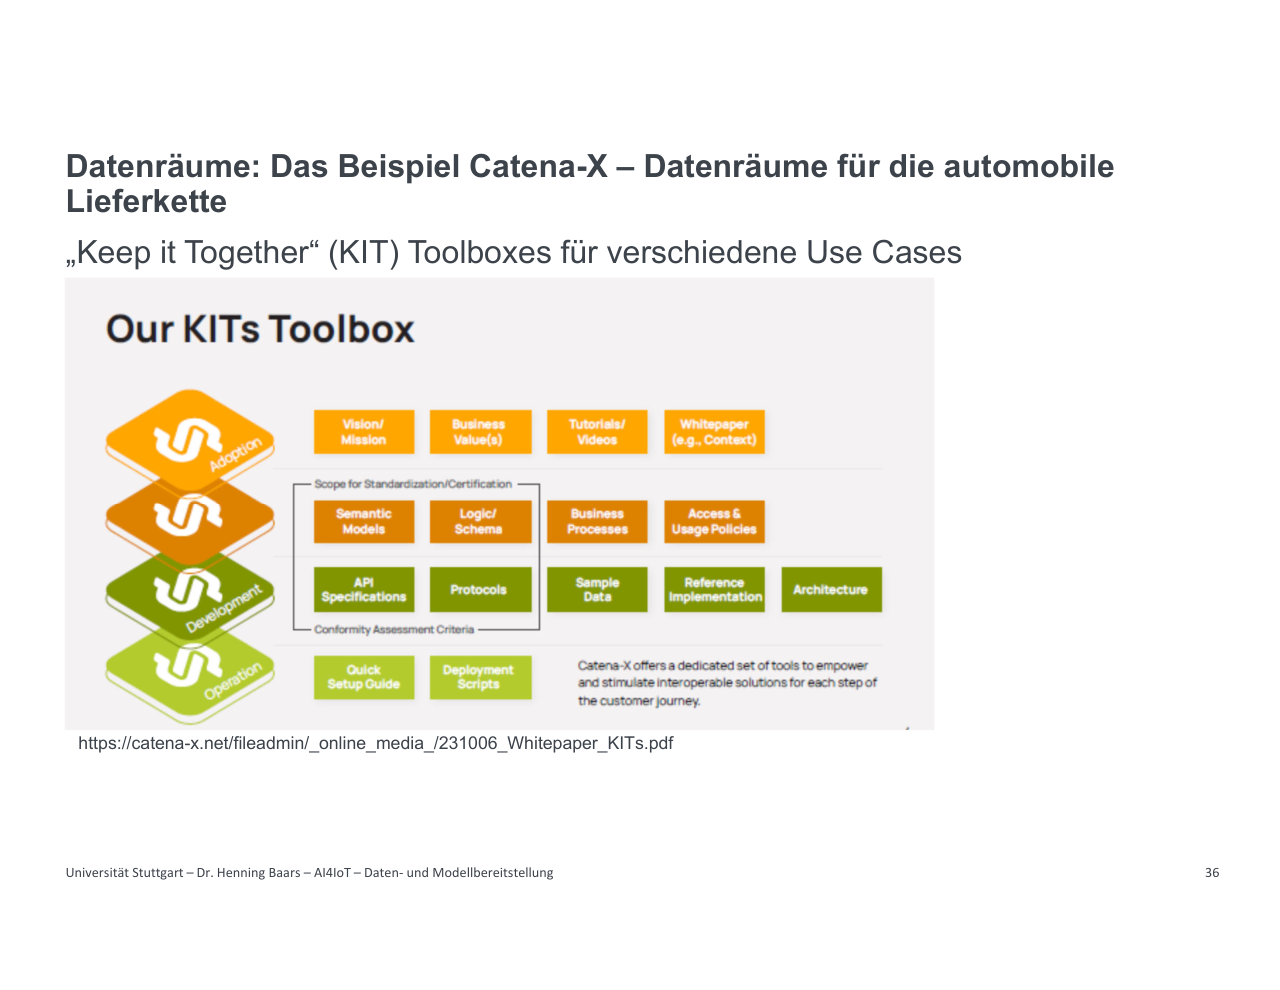 Datenräume: Das Beispiel Catena-X – Datenräume für die automobile
Lieferkette
„Keep it Together“ (KIT) Toolboxes für verschiedene Use Cases
Our KITs Toolbox
Adoption
Vision/
Mission
Business
Value(s)
Tutorials/
Videos
Whitepaper
(e.g., Context)
Scope for Standardization/Certification
Semantic
Models
Logic/
Schema
Business
Processes
Access &
Usage Policies
Development
API
Specifications
Protocols
Sample
Data
Reference
Implementation
Architecture
Conformity Assessment Criteria
Operation
Quick
Setup Guide
Deployment
Scripts
Catena-X offers a dedicated set of tools to empower
and stimulate interoperable solutions for each step of
the customer journey.
https://catena-x.net/fileadmin/_online_media_/231006_Whitepaper_KITs.pdf
Universität Stuttgart – Dr. Henning Baars – AI4IoT – Daten- und Modellbereitstellung
36